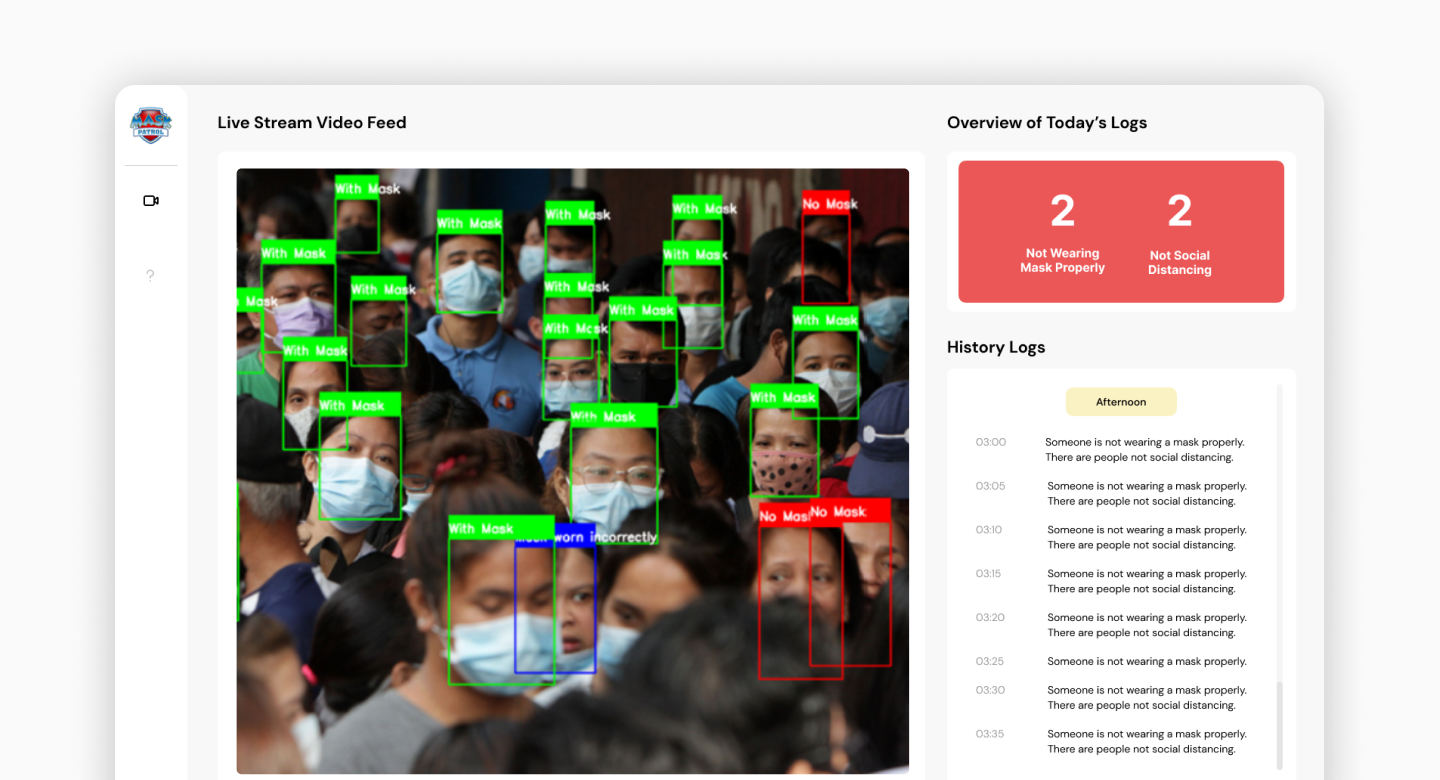 MASK
PATROL
Live Stream Video Feed
With Mask
With Mask
With Mask
With Mask
No Mask
With Mask
With Mask
Mask
With Mask
With Mask
With Mask
With Mask
With Mask
With Mask
With Mask
With Mask
With Mask
With Mask
No Mas
No Mask
With Mask
worn incorrectly
Overview of Today’s Logs
2
Not Wearing
Mask Properly
2
Not Social
Distancing
History Logs
Afternoon
03:00 Someone is not wearing a mask properly.
There are people not social distancing.
03:05 Someone is not wearing a mask properly.
There are people not social distancing.
03:10 Someone is not wearing a mask properly.
There are people not social distancing.
03:15 Someone is not wearing a mask properly.
There are people not social distancing.
03:20 Someone is not wearing a mask properly.
There are people not social distancing.
03:25 Someone is not wearing a mask properly.
03:30 Someone is not wearing a mask properly.
There are people not social distancing.
03:35 Someone is not wearing a mask properly.
There are people not social distancing.